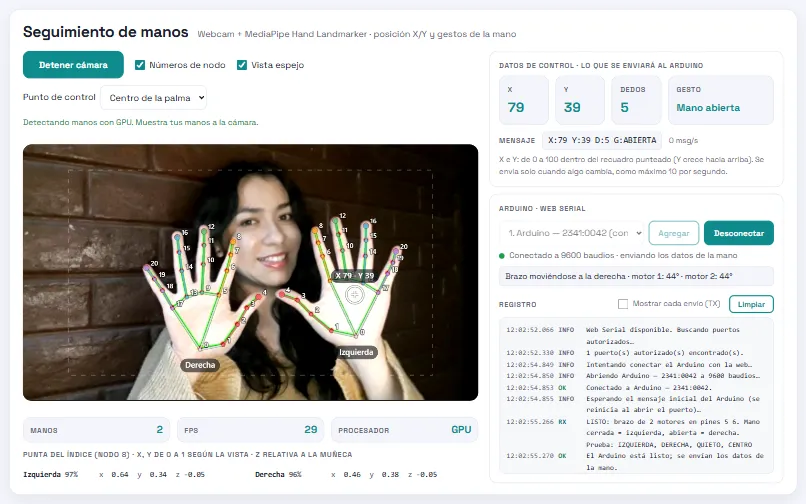 Seguimiento de manos Webcam + MediaPipe Hand Landmarker · posición X/Y y gestos de la mano
Detener cámara Números de nodo Vista espejo
Punto de control Centro de la palma
Detectando manos con GPU. Muestra tus manos a la cámara.
X 79 · Y 39
Derecha
Izquierda
MANOS 2
FPS 29
PROCESADOR GPU
PUNTA DEL ÍNDICE (NODO 8) · X, Y DE 0 A 1 SEGÚN LA VISTA · Z RELATIVA A LA MUÑECA
Izquierda 97% x 0.64 y 0.34 z -0.05
Derecha 96% x 0.46 y 0.38 z -0.05
DATOS DE CONTROL · LO QUE SE ENVIARÁ AL ARDUINO
X
79
Y
39
DEDOS
5
GESTO
Mano abierta
MENSAJE X:79 Y:39 D:5 G:ABIERTA 0 msg/s
X e Y: de 0 a 100 dentro del recuadro punteado (Y crece hacia arriba). Se
envía solo cuando algo cambia, como máximo 10 por segundo.
ARDUINO · WEB SERIAL
1. Arduino — 2341:0042 (con Agregar Desconectar
Conectado a 9600 baudios · enviando los datos de la mano
Brazo moviéndose a la derecha · motor 1: 44° · motor 2: 44°
REGISTRO Mostrar cada envío (TX) Limpiar
12:02:52.066 INFO Web Serial disponible. Buscando puertos
autorizados…
12:02:52.330 INFO 1 puerto(s) autorizado(s) encontrado(s).
12:02:54.849 INFO Intentando conectar el Arduino con la web…
12:02:54.850 INFO Abriendo Arduino — 2341:0042 a 9600 baudios…
12:02:54.853 OK Conectado a Arduino — 2341:0042.
12:02:54.855 INFO Esperando el mensaje inicial del Arduino (se
reinicia al abrir el puerto)…
12:02:55.266 RX LISTO: brazo de 2 motores en pines 5 6. Mano
cerrada = izquierda, abierta = derecha.
Prueba: IZQUIERDA, DERECHA, QUIETO, CENTRO
12:02:55.270 OK El Arduino está listo; se envían los datos de
la mano.